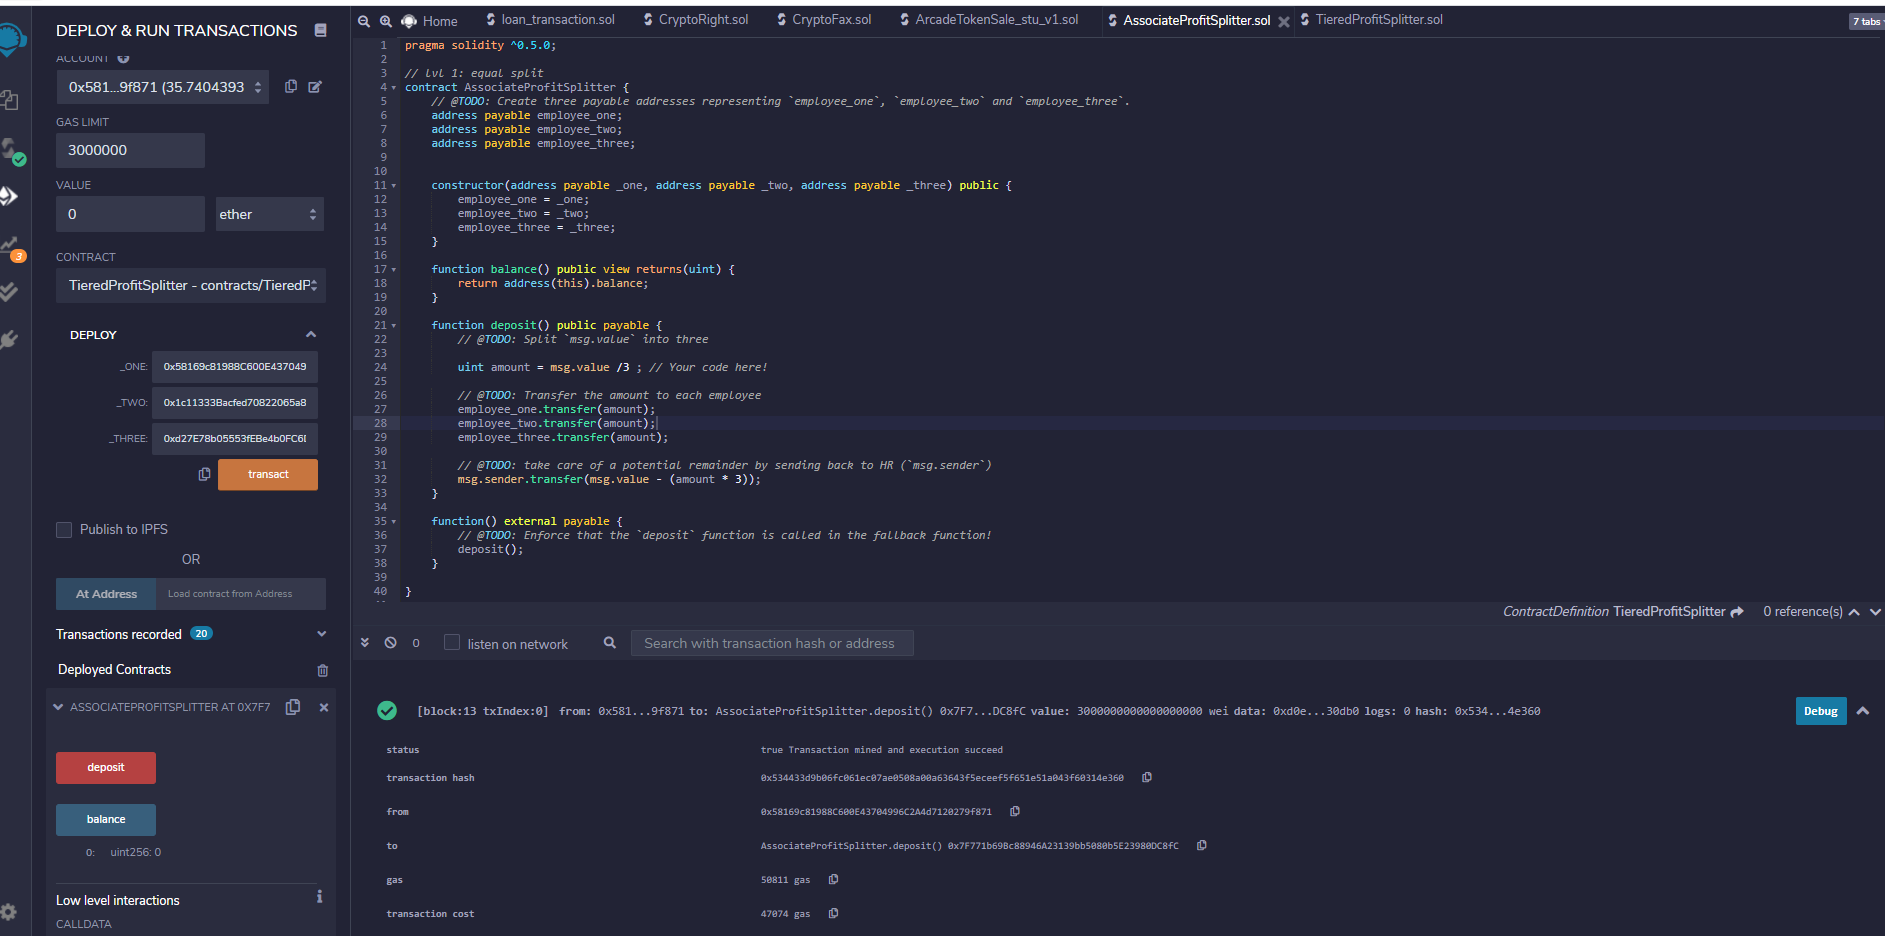 DEPLOY & RUN TRANSACTIONS
ACCOUNT
0x581...9f871 (35.7404393
GAS LIMIT
3000000
VALUE
0
ether
CONTRACT
TieredProfitSplitter - contracts/TieredP
DEPLOY
_ONE: 0x58169c81988C600E437049
_TWO: 0x1c11333Bacfed70822065a8
_THREE: 0xd27E78b05553fEBe4b0FC6
transact
Publish to IPFS
OR
At Address Load contract from Address
Transactions recorded 20
Deployed Contracts
ASSOCIATEPROFITSPLITTER AT 0X7F7
deposit
balance
0: uint256: 0
Low level interactions
CALLDATA
3
Home loan_transaction.sol CryptoRight.sol CryptoFax.sol ArcadeTokenSale_stu_v1.sol AssociateProfitSplitter.sol TieredProfitSplitter.sol 7 tabs
1 pragma solidity ^0.5.0;
2
3 // lvl 1: equal split
4 contract AssociateProfitSplitter {
5 // @TODO: Create three payable addresses representing `employee_one`, `employee_two` and `employee_three`.
6 address payable employee_one;
7 address payable employee_two;
8 address payable employee_three;
9
10
11 constructor(address payable _one, address payable _two, address payable _three) public {
12 employee_one = _one;
13 employee_two = _two;
14 employee_three = _three;
15 }
16
17 function balance() public view returns(uint) {
18 return address(this).balance;
19 }
20
21 function deposit() public payable {
22 // @TODO: Split `msg.value` into three
23
24 uint amount = msg.value /3 ; // Your code here!
25
26 // @TODO: Transfer the amount to each employee
27 employee_one.transfer(amount);
28 employee_two.transfer(amount);
29 employee_three.transfer(amount);
30
31 // @TODO: take care of a potential remainder by sending back to HR (`msg.sender`)
32 msg.sender.transfer(msg.value - (amount * 3));
33 }
34
35 function() external payable {
36 // @TODO: Enforce that the `deposit` function is called in the fallback function!
37 deposit();
38 }
39
40 }
ContractDefinition TieredProfitSplitter 0 reference(s)
0 listen on network Search with transaction hash or address
[block:13 txIndex:0] from: 0x581...9f871 to: AssociateProfitSplitter.deposit() 0x7F7...DC8fC value: 3000000000000000000 wei data: 0xd0e...30db0 logs: 0 hash: 0x534...4e360 Debug
status true Transaction mined and execution succeed
transaction hash 0x534433d9b06fc061ec07ae0508a00a63643f5eceef5f651e51a043f60314e360
from 0x58169c81988C600E43704996C2A4d7120279f871
to AssociateProfitSplitter.deposit() 0x7F771b69Bc88946A23139bb5080b5E23980DC8fC
gas 50811 gas
transaction cost 47074 gas